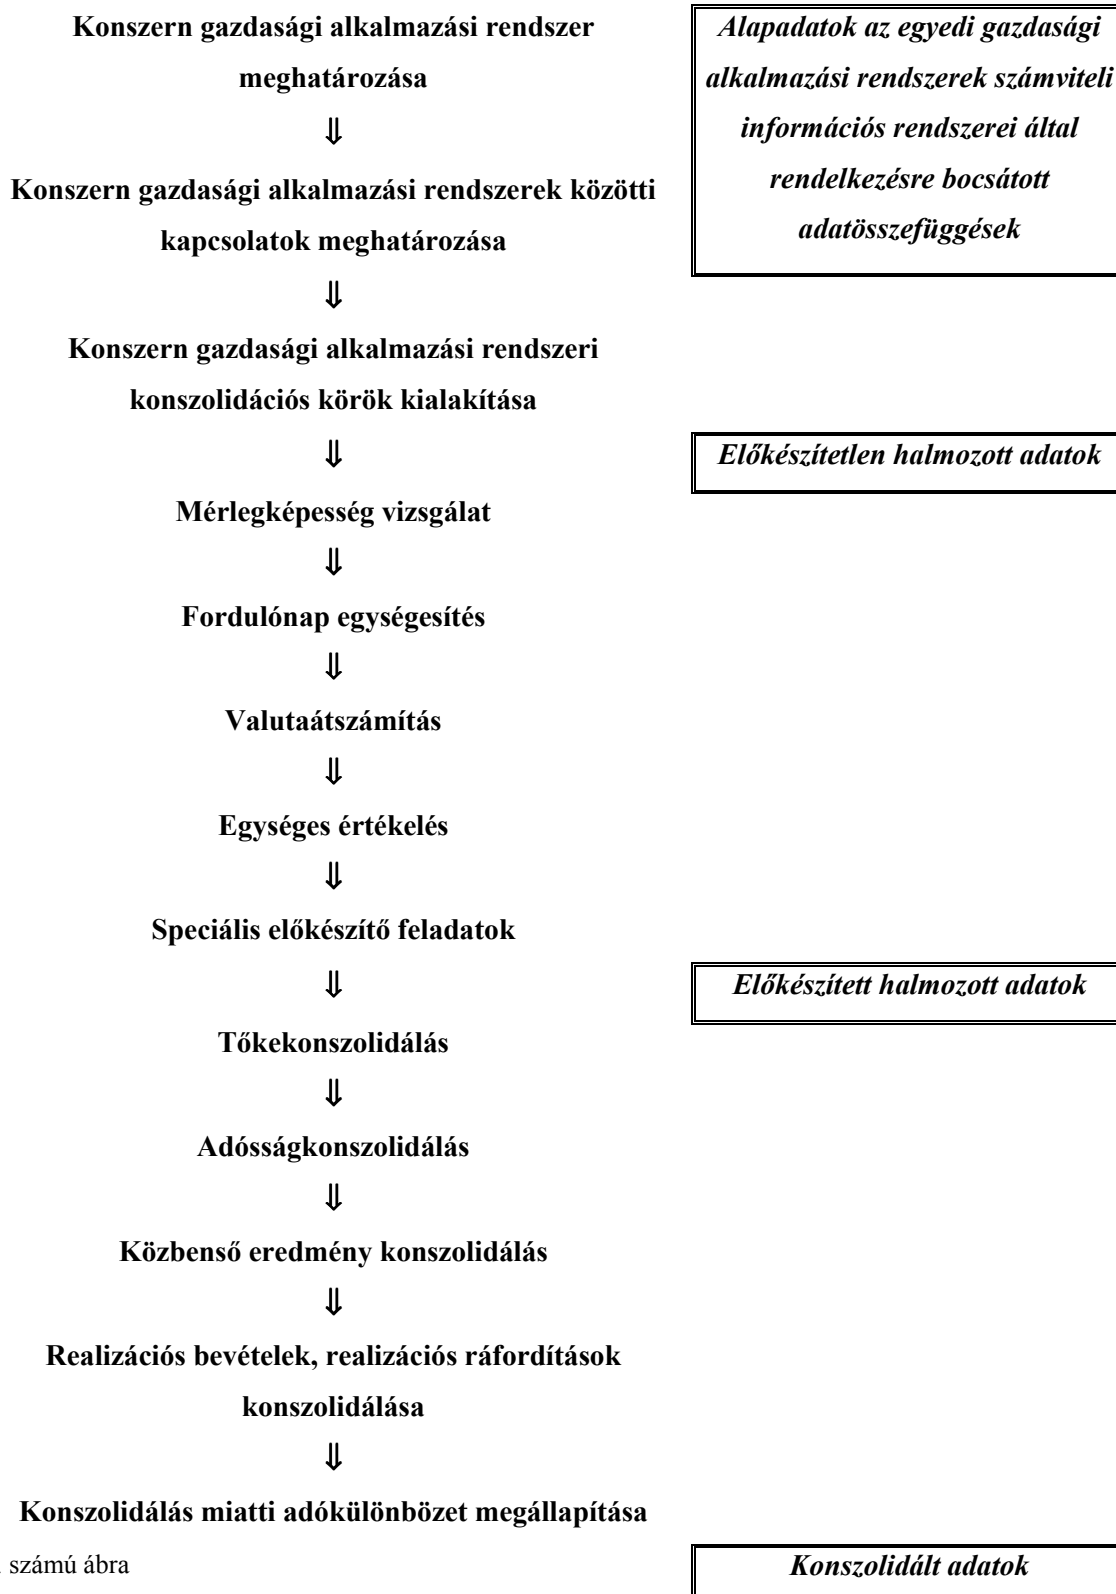 Konszern gazdasági alkalmazási rendszer
meghatározása
⇓
Konszern gazdasági alkalmazási rendszerek közötti
kapcsolatok meghatározása
⇓
Konszern gazdasági alkalmazási rendszeri
konszolidációs körök kialakítása
⇓
Mérlegképesség vizsgálat
⇓
Fordulónap egységesítés
⇓
Valutaátszámítás
⇓
Egységes értékelés
⇓
Speciális előkészítő feladatok
⇓
Tőkekonszolidálás
⇓
Adósságkonszolidálás
⇓
Közbenső eredmény konszolidálás
⇓
Realizációs bevételek, realizációs ráfordítások
konszolidálása
⇓
Konszolidálás miatti adókülönbözet megállapítása
. számú ábra
Alapadatok az egyedi gazdasági
alkalmazási rendszerek számviteli
információs rendszerei által
rendelkezésre bocsátott
adatösszefüggések
Előkészítetlen halmozott adatok
Előkészített halmozott adatok
Konszolidált adatok